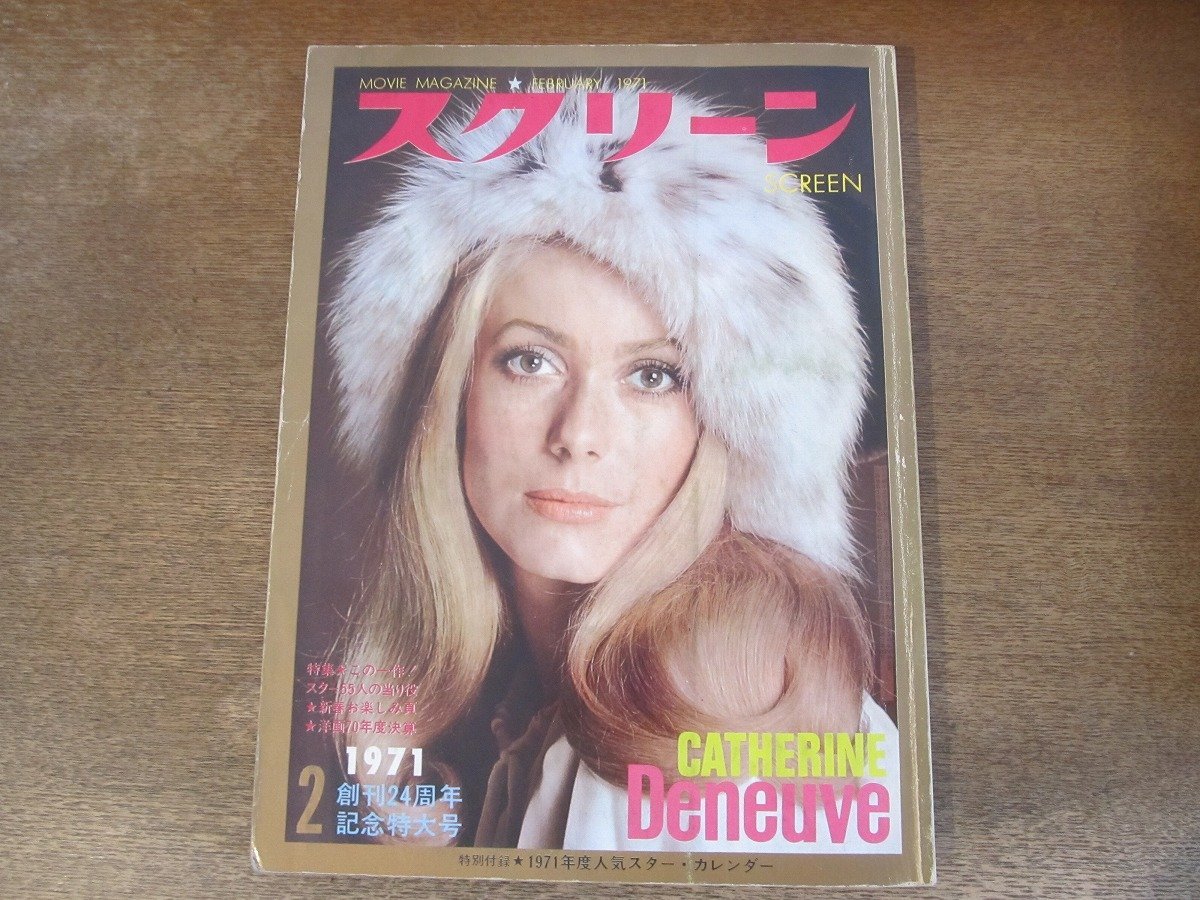 MOVIE MAGAZINE ★ FEBRUARY 1971
スクリーン
SCREEN
特集★この一作!
スター55人の当り役
★新春お楽しみ頁
★洋画70年度決算
1971
2
創刊24周年
記念特大号
CATHERINE
Deneuve
特別付録★1971年度人気スター・カレンダー